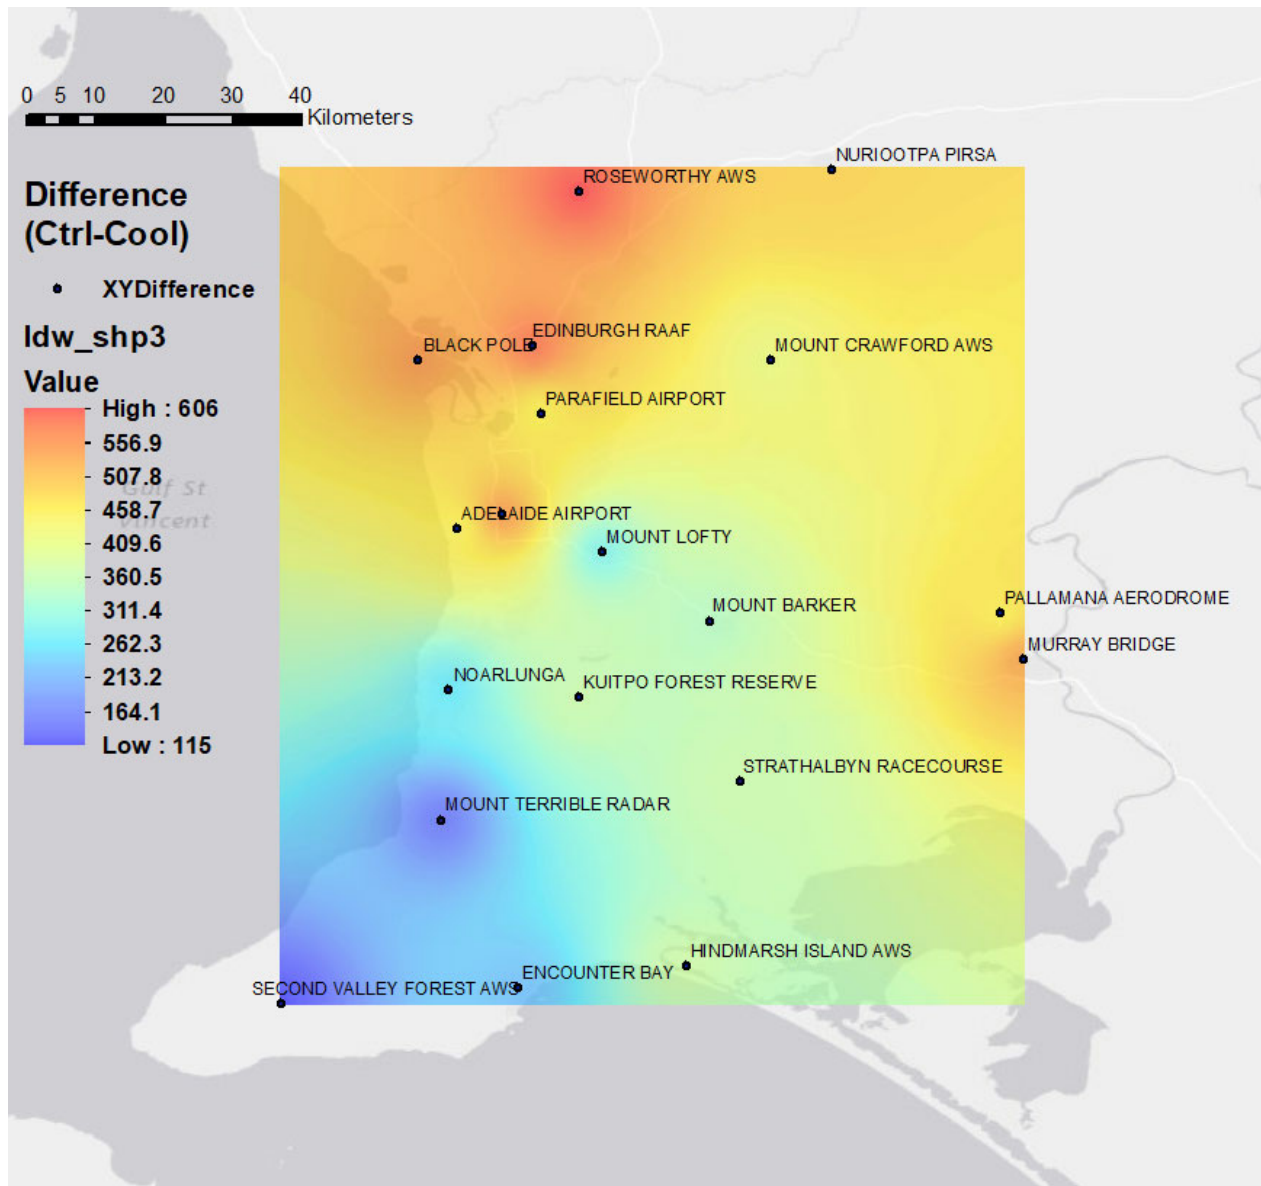 0 5 10 20 30 40
Kilometers
Difference
(Ctrl-Cool)
XYDifference
Idw_shp3
Value
High : 606
556.9
507.8
458.7
409.6
360.5
311.4
262.3
213.2
164.1
Low : 115
Gulf St
Vincent
NURIOOTPA PIRSA
ROSEWORTHY AWS
EDINBURGH RAAF
BLACK POLE
MOUNT CRAWFORD AWS
PARAFIELD AIRPORT
ADELAIDE AIRPORT
MOUNT LOFTY
PALLAMANA AERODROME
MOUNT BARKER
MURRAY BRIDGE
NOARLUNGA
KUITPO FOREST RESERVE
STRATHALBYN RACECOURSE
MOUNT TERRIBLE RADAR
HINDMARSH ISLAND AWS
ENCOUNTER BAY
SECOND VALLEY FOREST AWS